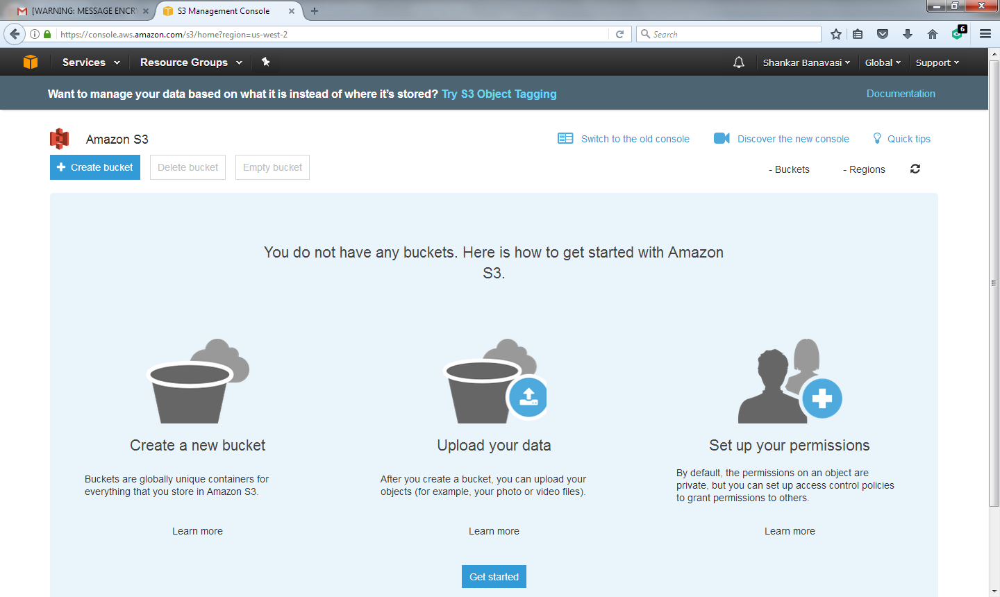 [WARNING: MESSAGE ENCRY
S3 Management Console
https://console.aws.amazon.com/s3/home?region=us-west-2
Search
6
Services
Resource Groups
Shankar Banavasi
Global
Support
Want to manage your data based on what it is instead of where it's stored? Try S3 Object Tagging
Documentation
Amazon S3
Switch to the old console
Discover the new console
Quick tips
Create bucket
Delete bucket
Empty bucket
- Buckets
- Regions
You do not have any buckets. Here is how to get started with Amazon
S3.
Create a new bucket
Buckets are globally unique containers for
everything that you store in Amazon S3.
Learn more
Upload your data
After you create a bucket, you can upload your
objects (for example, your photo or video files).
Learn more
Set up your permissions
By default, the permissions on an object are
private, but you can set up access control policies
to grant permissions to others.
Learn more
Get started